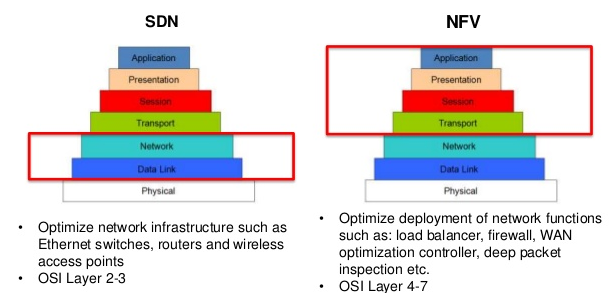 SDN
Application
Presentation
Session
Transport
Network
Data Link
Physical
• Optimize network infrastructure such as
Ethernet switches, routers and wireless
access points
• OSI Layer 2-3
NFV
Application
Presentation
Session
Transport
Network
Data Link
Physical
• Optimize deployment of network functions
such as: load balancer, firewall, WAN
optimization controller, deep packet
inspection etc.
• OSI Layer 4-7